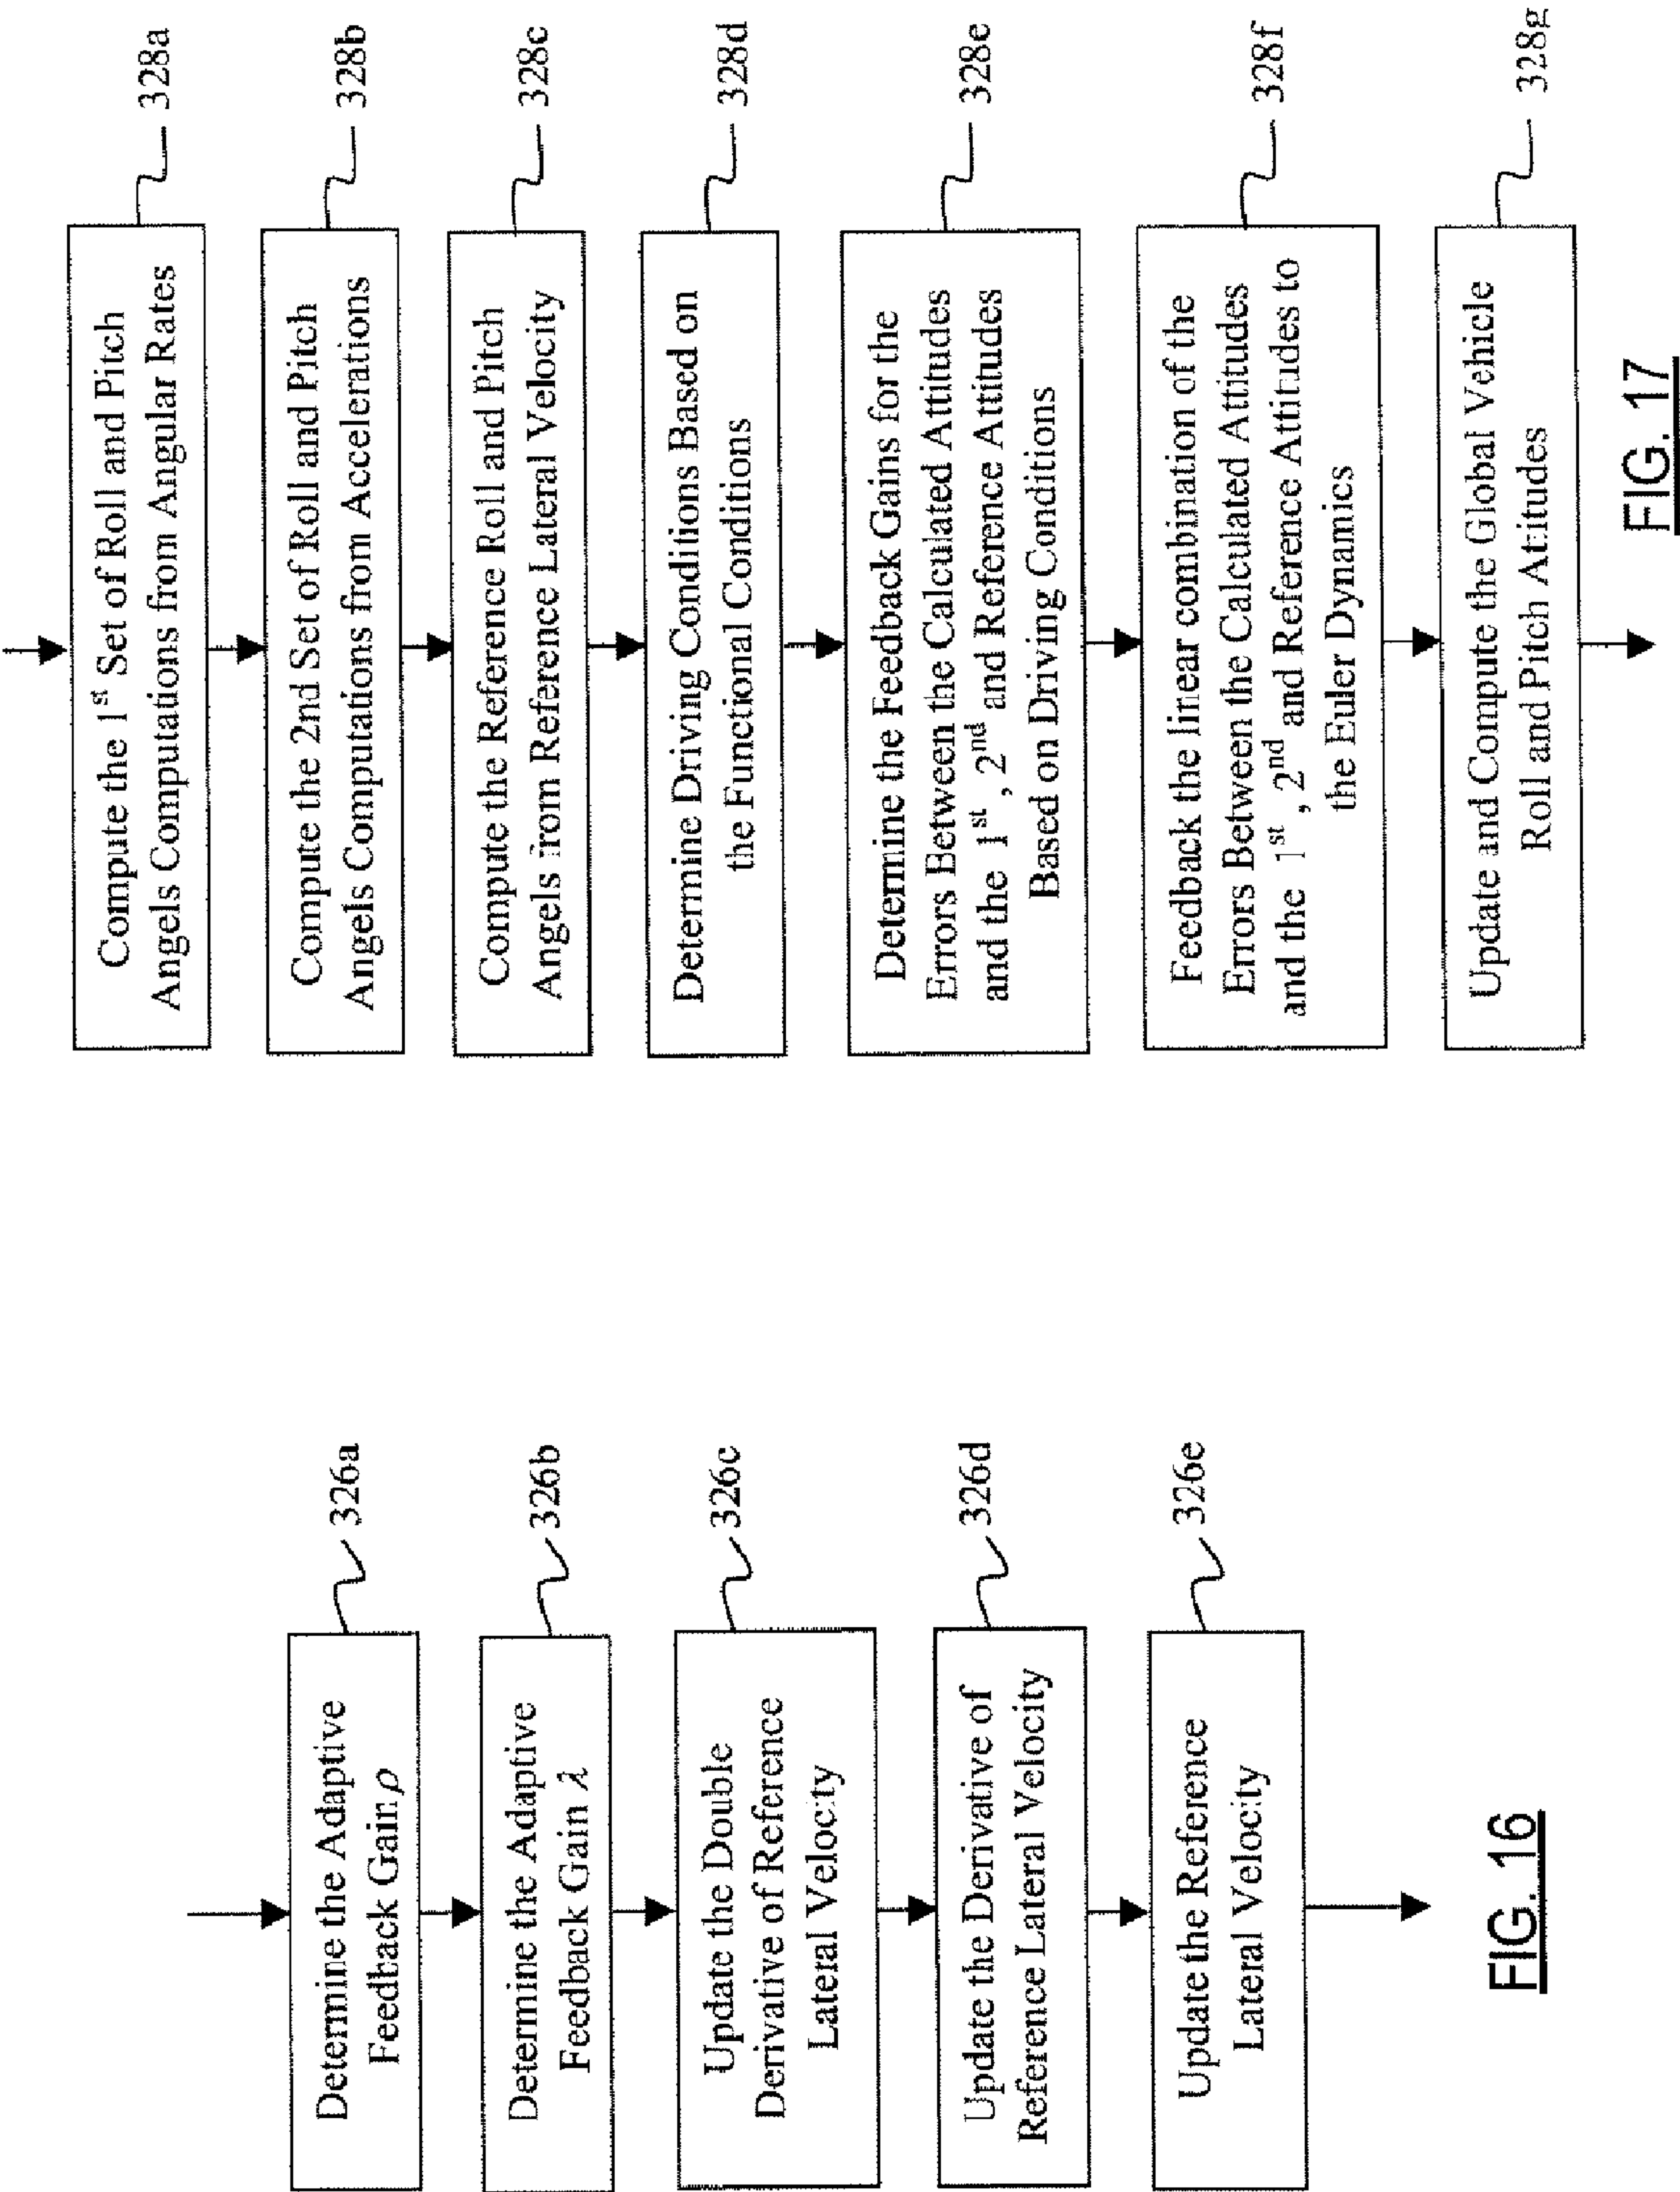 Determine the Adaptive
Feedback Gain ρ
326a
Determine the Adaptive
Feedback Gain λ
326b
Update the Double
Derivative of Reference
Lateral Velocity
326c
Update the Derivative of
Reference Lateral Velocity
326d
Update the Reference
Lateral Velocity
326e
FIG. 16
Compute the 1st Set of Roll and Pitch
Angels Computations from Angular Rates
328a
Compute the 2nd Set of Roll and Pitch
Angels Computations from Accelerations
328b
Compute the Reference Roll and Pitch
Angels from Reference Lateral Velocity
328c
Determine Driving Conditions Based on
the Functional Conditions
328d
Determine the Feedback Gains for the
Errors Between the Calculated Attitudes
and the 1st, 2nd and Reference Attitudes
Based on Driving Conditions
328e
Feedback the linear combination of the
Errors Between the Calculated Attitudes
and the 1st, 2nd and Reference Attitudes to
the Euler Dynamics
328f
Update and Compute the Global Vehicle
Roll and Pitch Attitudes
328g
FIG. 17